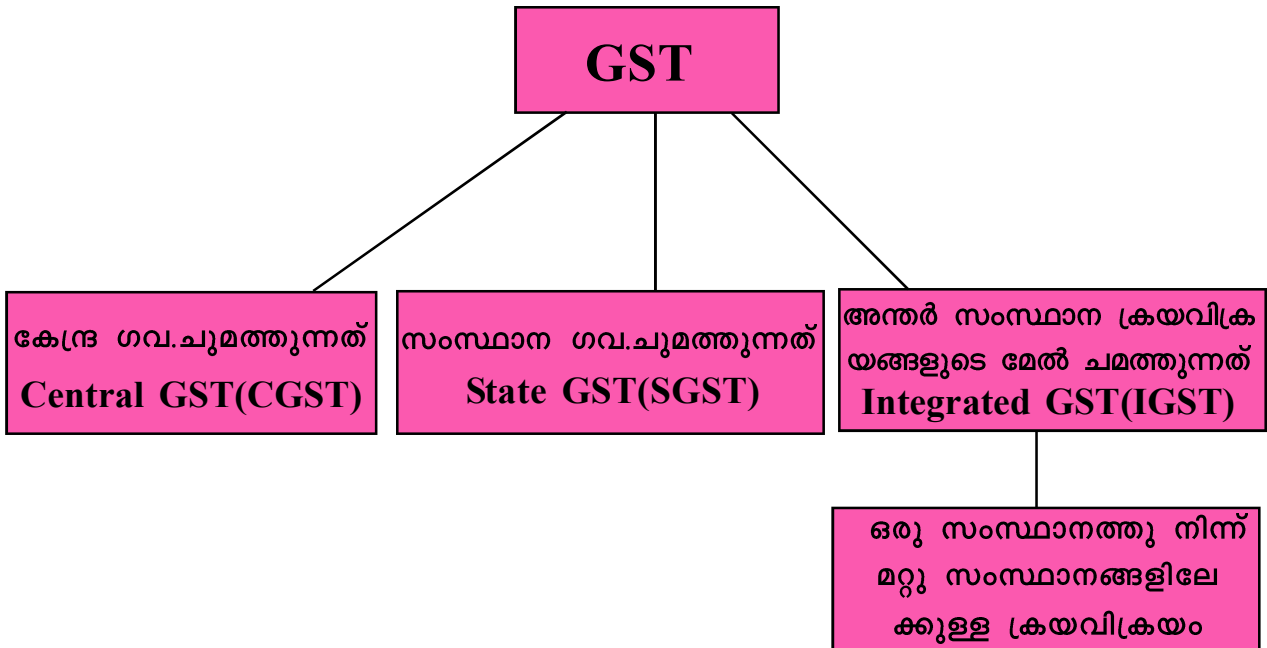 GST
കേന്ദ്ര ഗവ.ചുമത്തുന്നത്
Central GST(CGST)
സംസ്ഥാന ഗവ.ചുമത്തുന്നത്
State GST(SGST)
അന്തർ സംസ്ഥാന ക്രയവിക്ര
യങ്ങളുടെ മേൽ ചമത്തുന്നത്
Integrated GST(IGST)
ഒരു സംസ്ഥാനത്തു നിന്ന്
മറ്റു സംസ്ഥാനങ്ങളിലേ
ക്കുള്ള ക്രയവിക്രയം